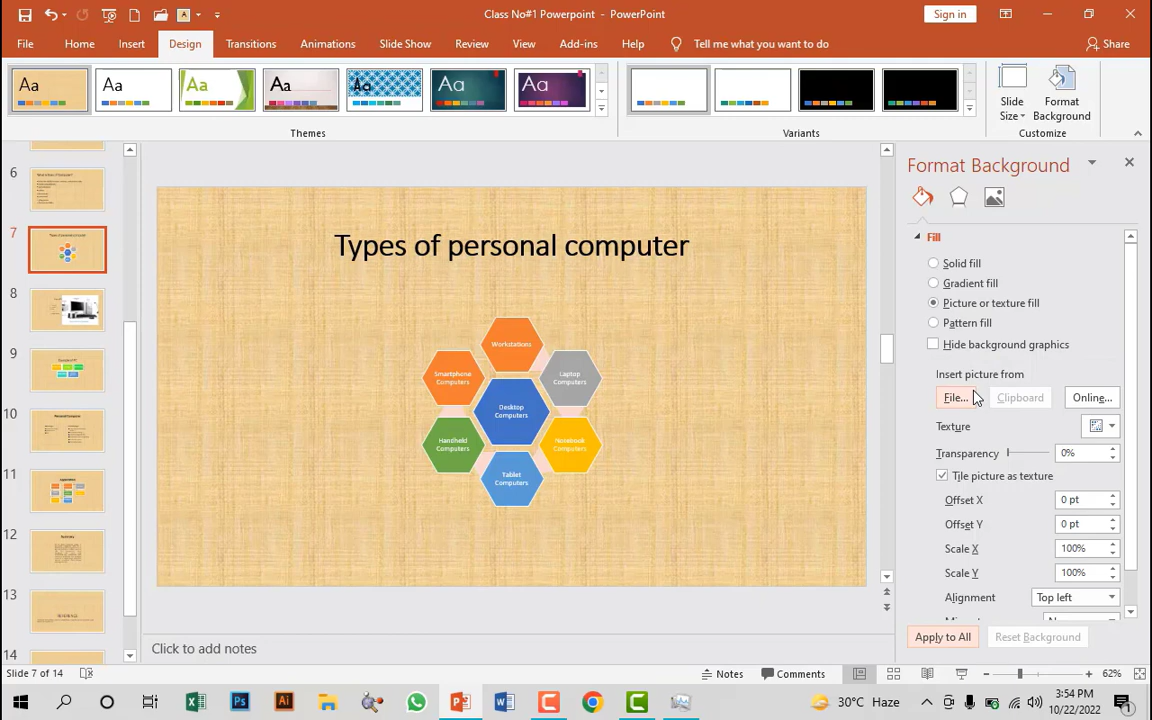 Class No#1 Powerpoint - PowerPoint
Sign in
File Home Insert Design Transitions Animations Slide Show Review View Add-ins Help Tell me what you want to do Share
Aa Aa Aa Aa Aa Aa Aa
Slide Size
Format Background
Themes Variants Customize
6
7
8
9
10
11
12
13
14
Types of personal computer
Workstations
Smartphone Computers
Laptop Computers
Desktop Computers
Handheld Computers
Notebook Computers
Tablet Computers
Click to add notes
Format Background
Fill
Solid fill
Gradient fill
Picture or texture fill
Pattern fill
Hide background graphics
Insert picture from
File... Clipboard Online...
Texture
Transparency 0%
Tile picture as texture
Offset X 0 pt
Offset Y 0 pt
Scale X 100%
Scale Y 100%
Alignment Top left
Apply to All Reset Background
Slide 7 of 14 Notes Comments 62%
30°C Haze
3:54 PM
10/22/2022